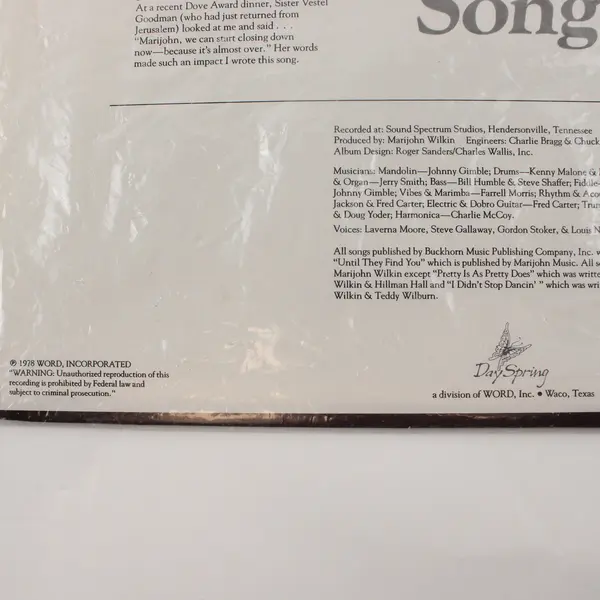 At a recent Dove Award dinner, Sister Vestel
Goodman (who had just returned from
Jerusalem) looked at me and said . . .
"Marijohn, we can start closing down
now—because it's almost over." Her words
made such an impact I wrote this song.
Song
Recorded at: Sound Spectrum Studios, Hendersonville, Tennessee
Produced by: Marijohn Wilkin Engineers: Charlie Bragg & Chuck
Album Design: Roger Sanders/Charles Wallis, Inc.
Musicians: Mandolin—Johnny Gimble; Drums—Kenny Malone &
& Organ—Jerry Smith; Bass—Bill Humble & Steve Shaffer; Fiddle—
Johnny Gimble; Vibes & Marimba—Farrell Morris; Rhythm & Aco
Jackson & Fred Carter; Electric & Dobro Guitar—Fred Carter; Tru
& Doug Yoder; Harmonica—Charlie McCoy.
Voices: Laverna Moore, Steve Gallaway, Gordon Stoker, & Louis N
All songs published by Buckhorn Music Publishing Company, Inc. w
"Until They Find You" which is published by Marijohn Music. All s
Marijohn Wilkin except "Pretty Is As Pretty Does" which was writte
Wilkin & Hillman Hall and "I Didn't Stop Dancin' " which was wri
Wilkin & Teddy Wilburn.
℗ 1978 WORD, INCORPORATED
"WARNING: Unauthorized reproduction of this
recording is prohibited by Federal law and
subject to criminal prosecution."
DaySpring
a division of WORD, Inc. ● Waco, Texas